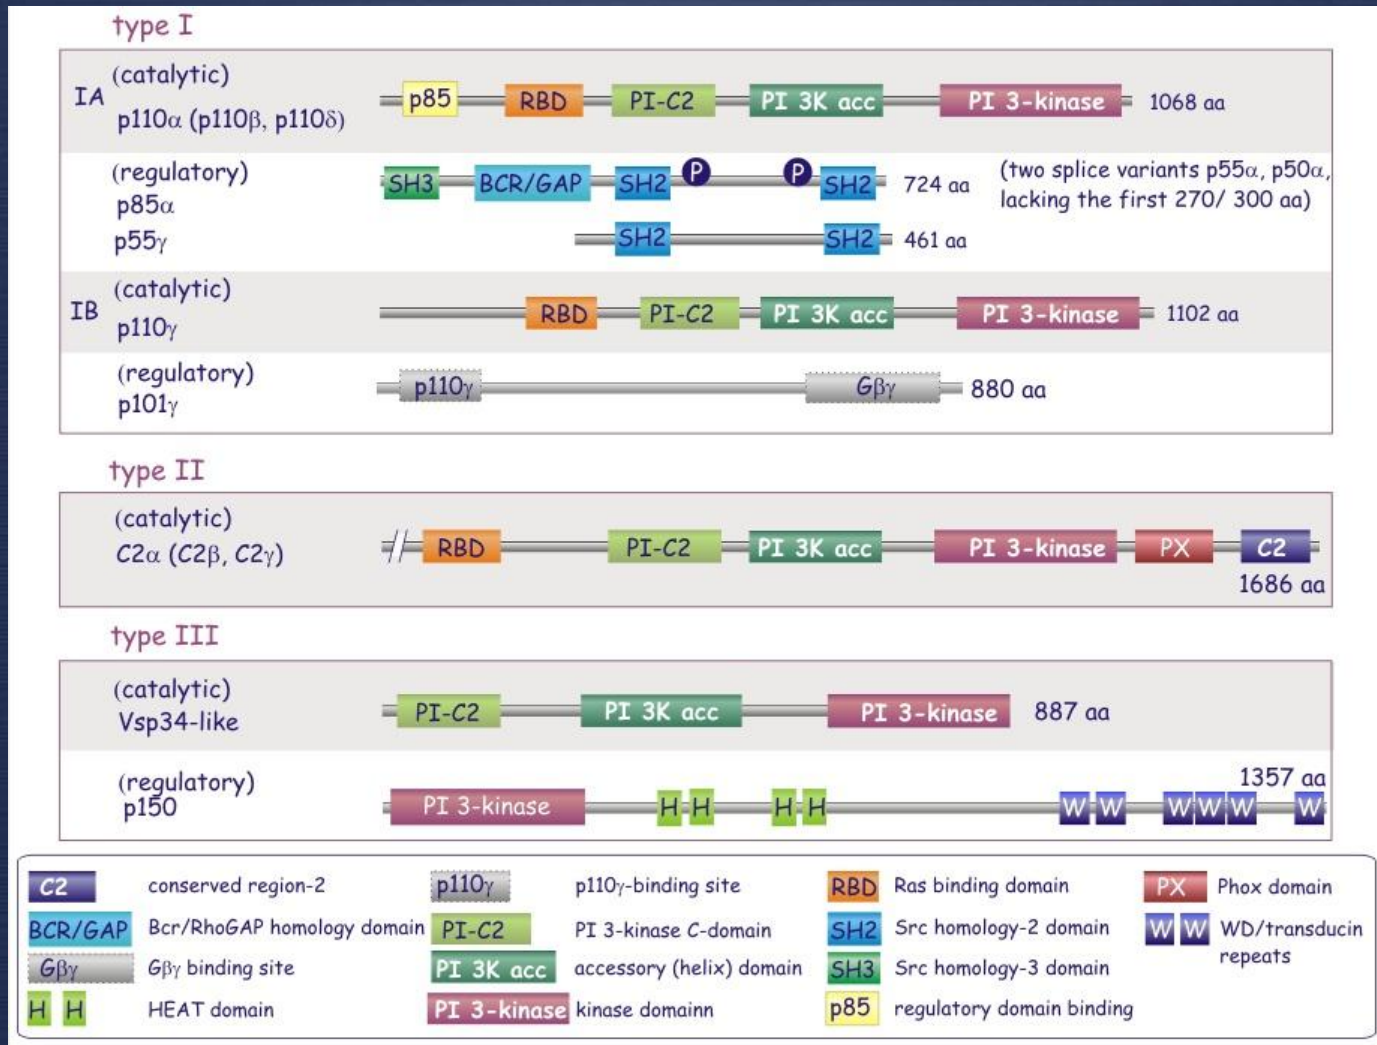 type I
(catalytic)
IA
p110α (p110β, p110δ)
p85 RBD PI-C2 PI 3K acc PI 3-kinase 1068 aa
(regulatory)
p85α
SH3 BCR/GAP SH2 P P SH2 724 aa
(two splice variants p55α, p50α,
lacking the first 270/ 300 aa)
p55γ
SH2 SH2 461 aa
(catalytic)
IB
p110γ
RBD PI-C2 PI 3K acc PI 3-kinase 1102 aa
(regulatory)
p101γ
p110γ Gβγ 880 aa
type II
(catalytic)
C2α (C2β, C2γ)
RBD PI-C2 PI 3K acc PI 3-kinase PX C2
1686 aa
type III
(catalytic)
Vsp34-like
PI-C2 PI 3K acc PI 3-kinase 887 aa
(regulatory)
p150
1357 aa
PI 3-kinase H H H H W W W W W W
C2 conserved region-2
BCR/GAP Bcr/RhoGAP homology domain
Gβγ Gβγ binding site
H H HEAT domain
p110γ p110γ-binding site
PI-C2 PI 3-kinase C-domain
PI 3K acc accessory (helix) domain
PI 3-kinase kinase domainn
RBD Ras binding domain
SH2 Src homology-2 domain
SH3 Src homology-3 domain
p85 regulatory domain binding
PX Phox domain
W W WD/transducin
repeats